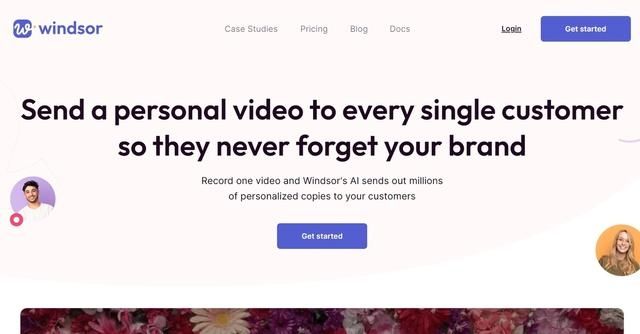 windsor
Case Studies
Pricing
Blog
Docs
Login
Get started
Send a personal video to every single customer
so they never forget your brand
Record one video and Windsor's AI sends out millions
of personalized copies to your customers
Get started